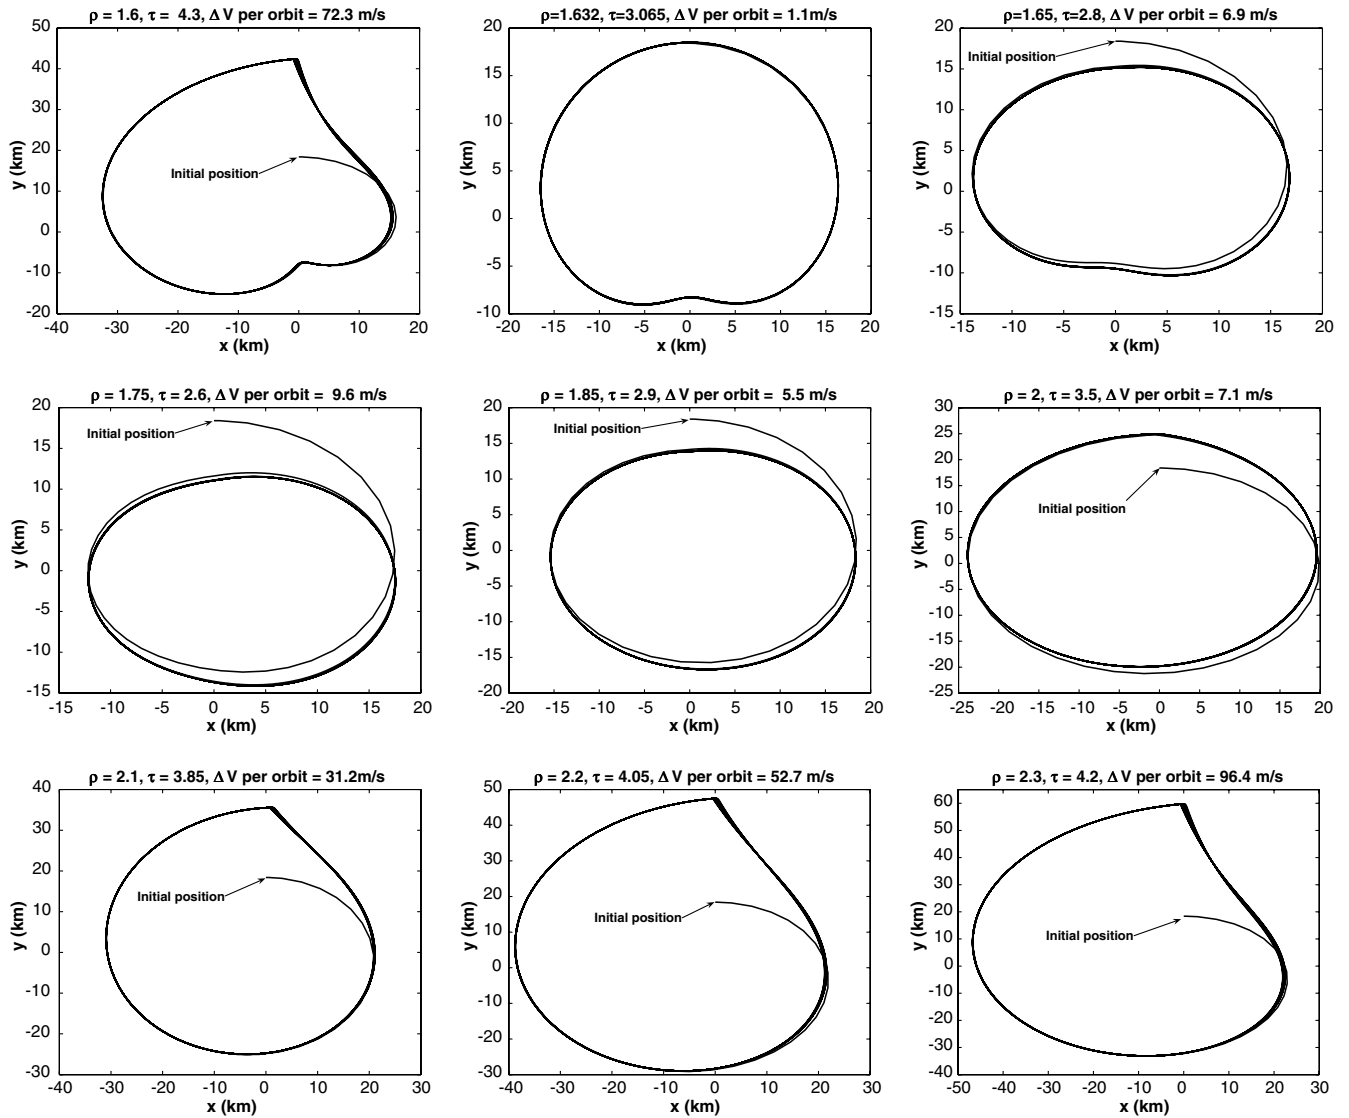 ρ = 1.6, τ = 4.3, Δ V per orbit = 72.3 m/s
50
40
30
20
10
0
-10
-20
y (km)
Initial position
-40 -30 -20 -10 0 10 20
x (km)
ρ=1.632, τ=3.065, Δ V per orbit = 1.1m/s
20
15
10
5
0
-5
-10
y (km)
-20 -15 -10 -5 0 5 10 15 20
x (km)
ρ=1.65, τ=2.8, Δ V per orbit = 6.9 m/s
20
15
10
5
0
-5
-10
-15
y (km)
Initial position
-15 -10 -5 0 5 10 15 20
x (km)
ρ = 1.75, τ = 2.6, Δ V per orbit = 9.6 m/s
20
15
10
5
0
-5
-10
-15
y (km)
Initial position
-15 -10 -5 0 5 10 15 20
x (km)
ρ = 1.85, τ = 2.9, Δ V per orbit = 5.5 m/s
20
15
10
5
0
-5
-10
-15
-20
y (km)
Initial position
-20 -15 -10 -5 0 5 10 15 20
x (km)
ρ = 2, τ = 3.5, Δ V per orbit = 7.1 m/s
30
25
20
15
10
5
0
-5
-10
-15
-20
-25
y (km)
Initial position
-25 -20 -15 -10 -5 0 5 10 15 20
x (km)
ρ = 2.1, τ = 3.85, Δ V per orbit = 31.2m/s
40
30
20
10
0
-10
-20
-30
y (km)
Initial position
-40 -30 -20 -10 0 10 20 30
x (km)
ρ = 2.2, τ = 4.05, Δ V per orbit = 52.7 m/s
50
40
30
20
10
0
-10
-20
-30
y (km)
Initial position
-40 -30 -20 -10 0 10 20 30
x (km)
ρ = 2.3, τ = 4.2, Δ V per orbit = 96.4 m/s
60
50
40
30
20
10
0
-10
-20
-30
-40
y (km)
Initial position
-50 -40 -30 -20 -10 0 10 20 30
x (km)